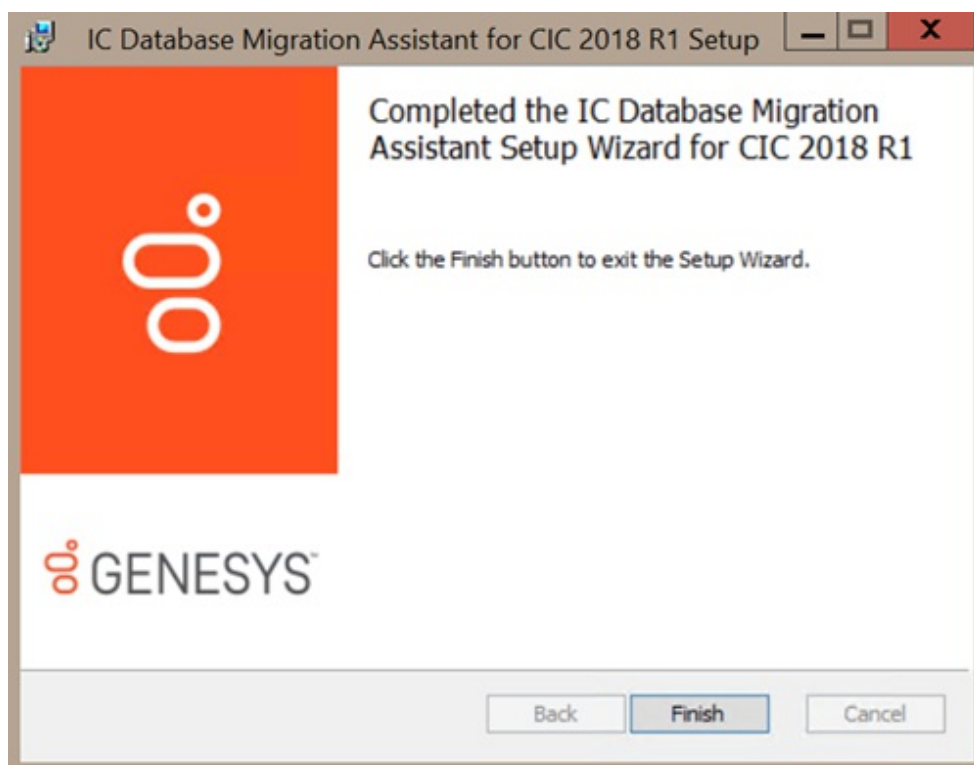 IC Database Migration Assistant for CIC 2018 R1 Setup
Completed the IC Database Migration
Assistant Setup Wizard for CIC 2018 R1
Click the Finish button to exit the Setup Wizard.
GENESYS™
Back Finish Cancel